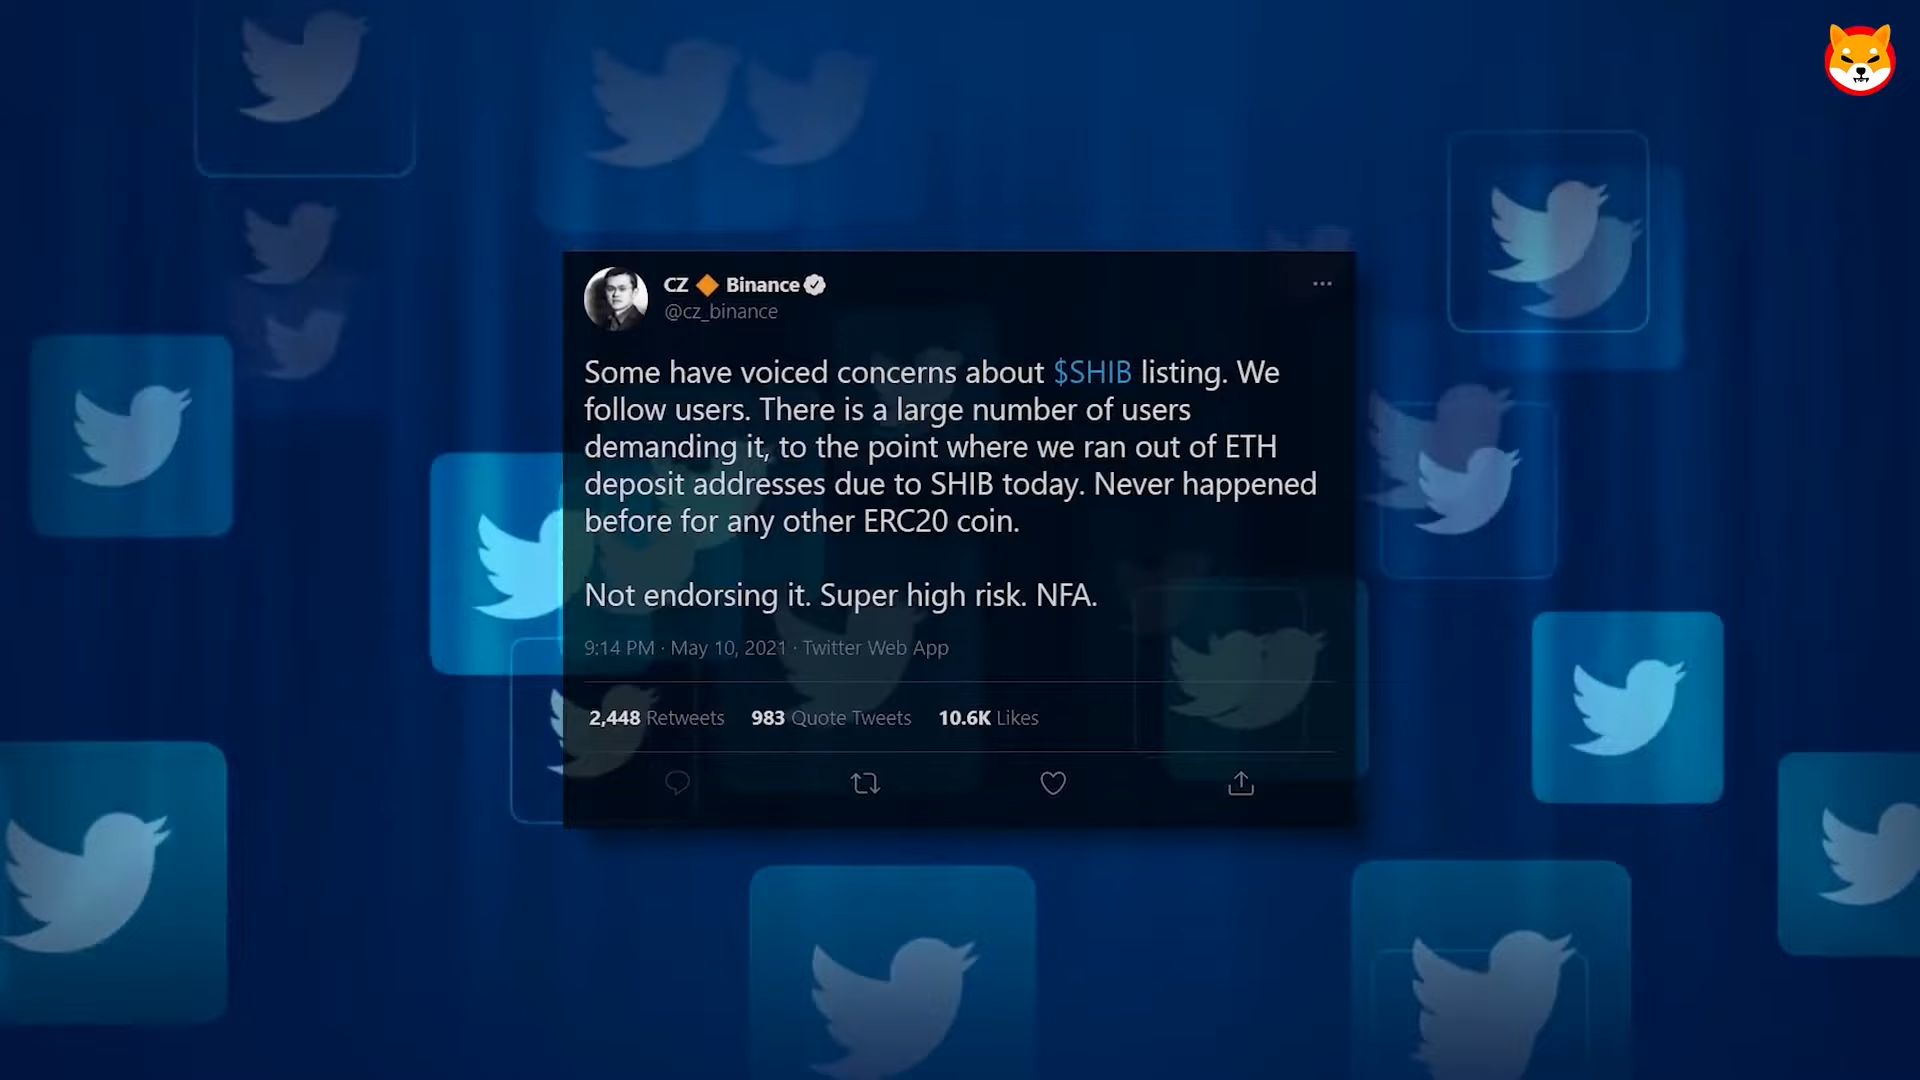 CZ 🔶 Binance
@cz_binance
Some have voiced concerns about $SHIB listing. We
follow users. There is a large number of users
demanding it, to the point where we ran out of ETH
deposit addresses due to SHIB today. Never happened
before for any other ERC20 coin.
Not endorsing it. Super high risk. NFA.
9:14 PM · May 10, 2021 · Twitter Web App
2,448 Retweets 983 Quote Tweets 10.6K Likes